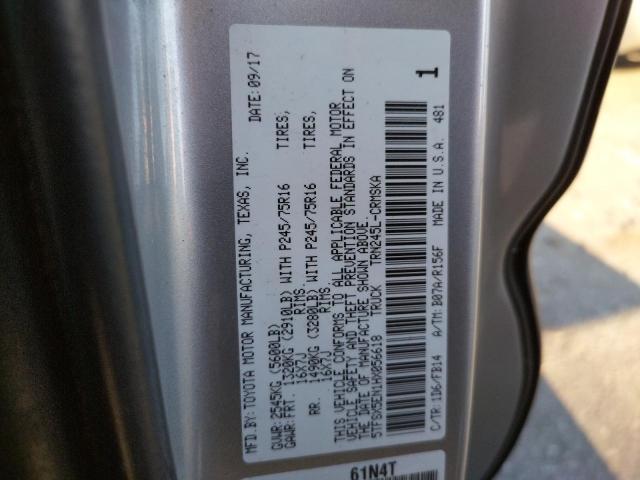 MFD.BY:TOYOTA MOTOR MANUFACTURING, TEXAS, INC. DATE: 09/17
GVWR: 2545KG (5600LB)
GAWR: FRT. 1320KG (2910LB) WITH P245/75R16 TIRES,
16X7J RIMS.
RR. 1490KG (3280LB) WITH P245/75R16 TIRES,
16X7J RIMS
THIS VEHICLE CONFORMS TO ALL APPLICABLE FEDERAL MOTOR
VEHICLE SAFETY AND THEFT PREVENTION STANDARDS IN EFFECT ON
THE DATE OF MANUFACTURE SHOWN ABOVE.
5TFSX5EN1HX056618 TRUCK TRN245L-CRMSKA 1
C/TR: 1D6/FB14 A/TM: B07A/R156F MADE IN U.S.A. 481
61N4T